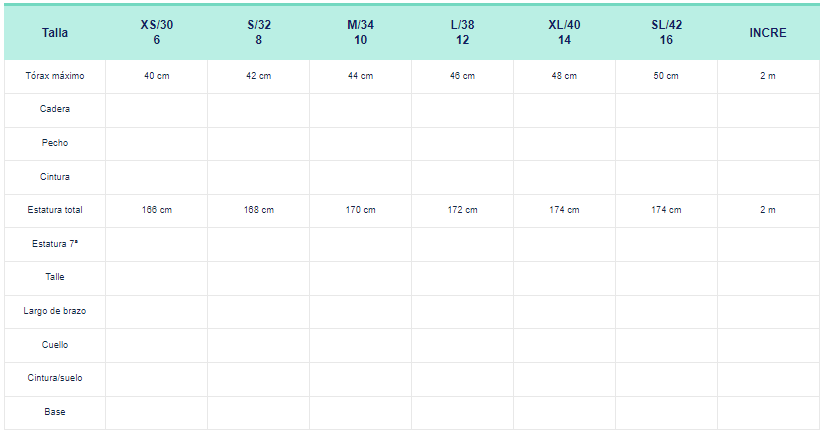 Talla XS/30 6 S/32 8 M/34 10 L/38 12 XL/40 14 SL/42 16 INCRE
Tórax máximo 40 cm 42 cm 44 cm 46 cm 48 cm 50 cm 2 m
Cadera
Pecho
Cintura
Estatura total 166 cm 168 cm 170 cm 172 cm 174 cm 174 cm 2 m
Estatura 7ª
Talle
Largo de brazo
Cuello
Cintura/suelo
Base